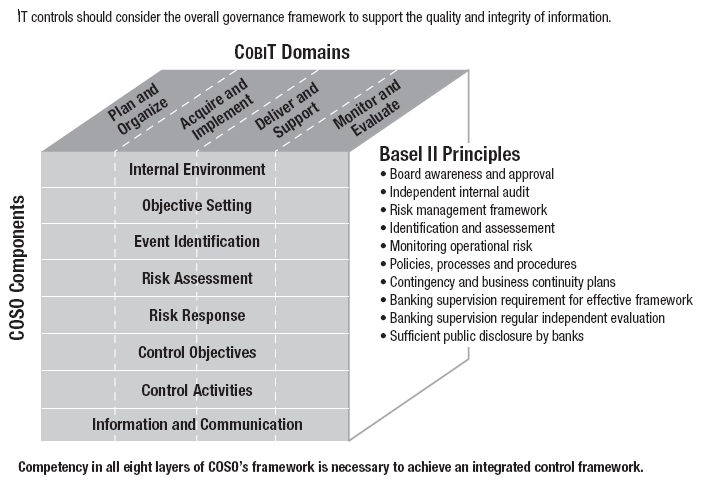 IT controls should consider the overall governance framework to support the quality and integrity of information.
COBIT Domains
Plan and
Organize
Acquire and
Implement
Deliver and
Support
Monitor and
Evaluate
COSO Components
Internal Environment
Objective Setting
Event Identification
Risk Assessment
Risk Response
Control Objectives
Control Activities
Information and Communication
Basel II Principles
• Board awareness and approval
• Independent internal audit
• Risk management framework
• Identification and assessement
• Monitoring operational risk
• Policies, processes and procedures
• Contingency and business continuity plans
• Banking supervision requirement for effective framework
• Banking supervision regular independent evaluation
• Sufficient public disclosure by banks
Competency in all eight layers of COSO's framework is necessary to achieve an integrated control framework.